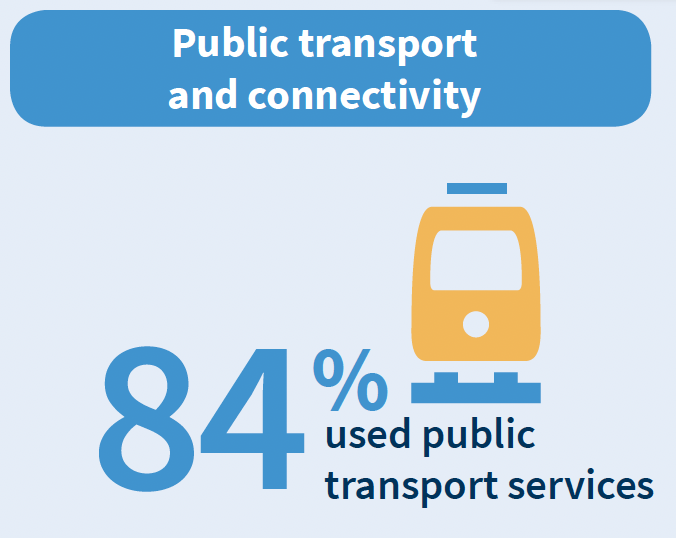 Public transport
and connectivity
84%
used public
transport services